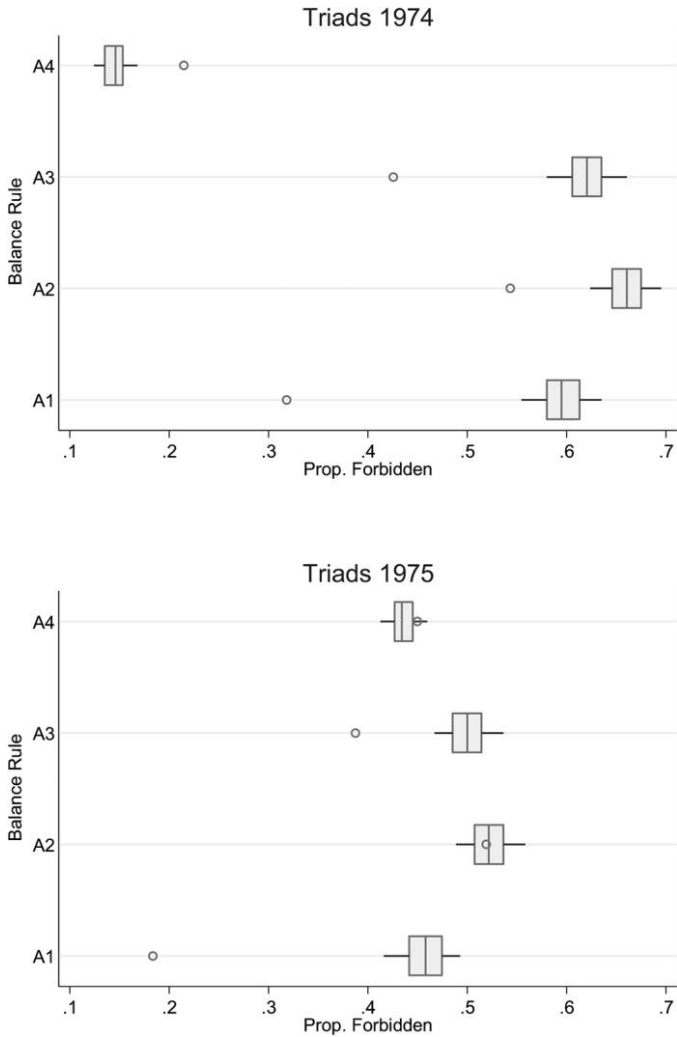 Triads 1974
A4
A3
A2
A1
Balance Rule
.1 .2 .3 .4 .5 .6 .7
Prop. Forbidden
Triads 1975
A4
A3
A2
A1
Balance Rule
.1 .2 .3 .4 .5 .6 .7
Prop. Forbidden